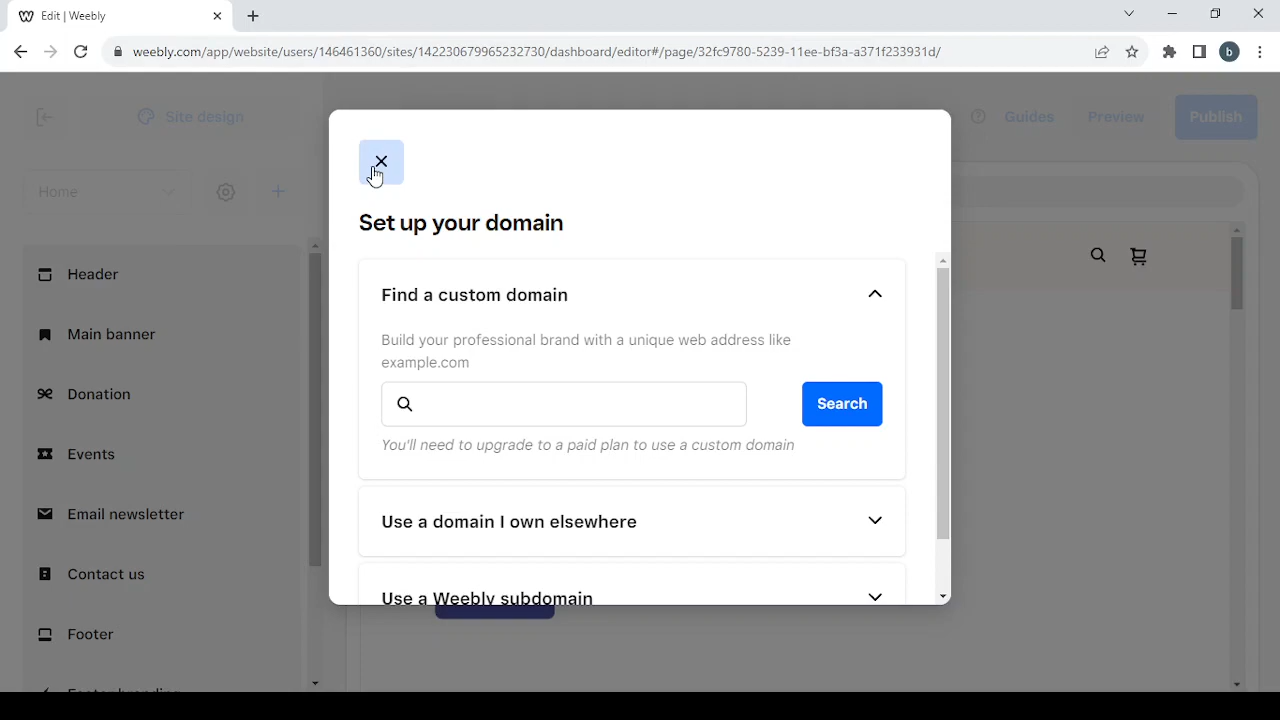 Edit | Weebly
weebly.com/app/website/users/146461360/sites/142230679965232730/dashboard/editor#/page/32fc9780-5239-11ee-bf3a-a371f233931d/
b
Site design
Guides
Preview
Publish
Home
Header
Main banner
Donation
Events
Email newsletter
Contact us
Footer
Footer branding
Set up your domain
Find a custom domain
Build your professional brand with a unique web address like
example.com
Search
You'll need to upgrade to a paid plan to use a custom domain
Use a domain I own elsewhere
Use a Weebly subdomain